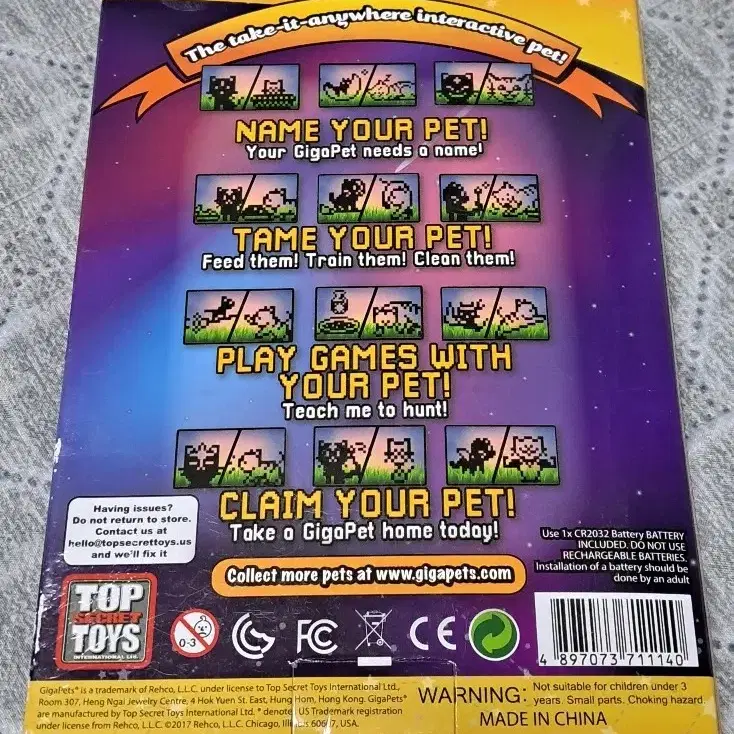 The take-it-anywhere interactive pet!
NAME YOUR PET!
Your GigaPet needs a name!
TAME YOUR PET!
Feed them! Train them! Clean them!
PLAY GAMES WITH
YOUR PET!
Teach me to hunt!
CLAIM YOUR PET!
Take a GigaPet home today!
Having issues?
Do not return to store.
Contact us at
hello@topsecrettoys.us
and we'll fix it
Use 1x CR2032 Battery BATTERY
INCLUDED. DO NOT USE
RECHARGEABLE BATTERIES.
Installation of a battery should be
done by an adult
Collect more pets at www.gigapets.com
TOP
SECRET
TOYS
INTERNATIONAL Ltd.
0-3
FC
CE
4 897073 711140
GigaPets® is a trademark of Rehco, L.L.C. under license to Top Secret Toys International Ltd.,
Room 307, Heng Ngai Jewelry Centre, 4 Hok Yuen St. East, Hung Hom, Hong Kong. GigaPets®
are manufactured by Top Secret Toys International Ltd. ® denotes US Trademark registration
under license from Rehco, L.L.C. ©2017 Rehco, L.L.C. Chicago, Illinois 60607, USA.
WARNING: Not suitable for children under 3
years. Small parts. Choking hazard.
MADE IN CHINA